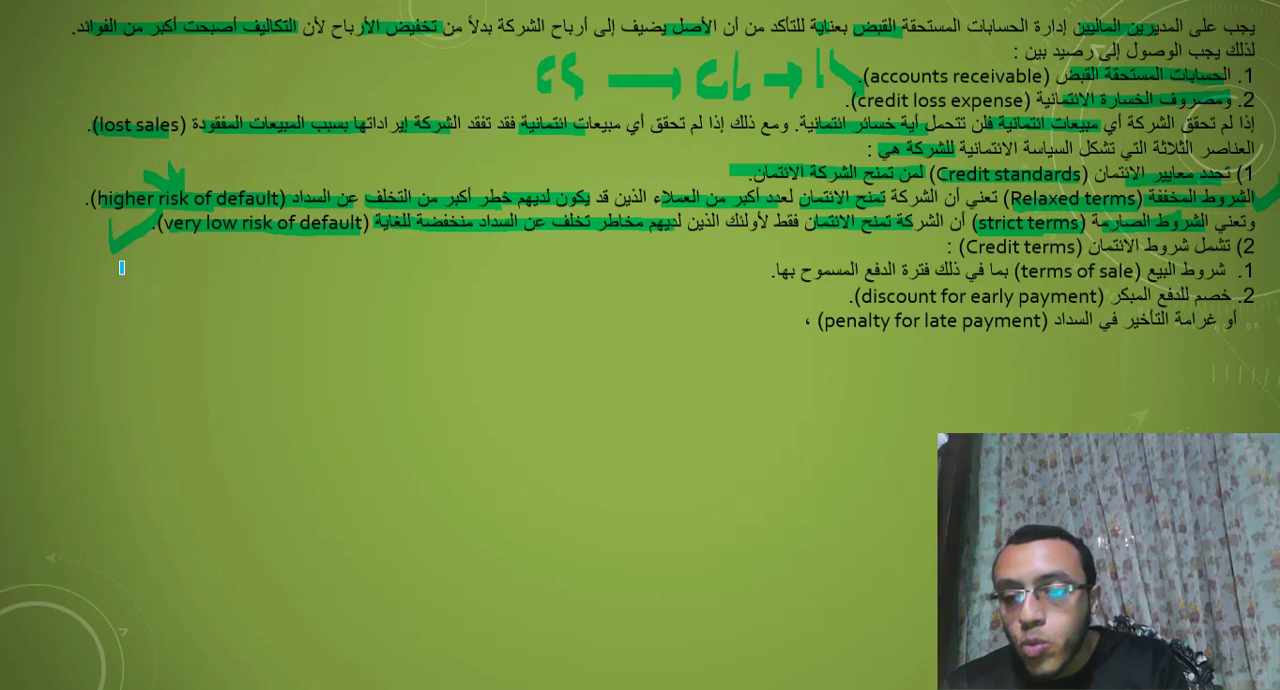 يجب على المديرين الماليين إدارة الحسابات المستحقة القبض بعناية للتأكد من أن الأصل يضيف إلى أرباح الشركة بدلاً من تخفيض الأرباح لأن التكاليف أصبحت أكبر من الفوائد.
لذلك يجب الوصول إلى رصيد بين :
1. الحسابات المستحقة القبض (accounts receivable).
2. ومصروف الخسارة الائتمانية (credit loss expense).
إذا لم تحقق الشركة أي مبيعات ائتمانية فلن تتحمل أية خسائر ائتمانية. ومع ذلك إذا لم تحقق أي مبيعات ائتمانية فقد تفقد الشركة إيراداتها بسبب المبيعات المفقودة (lost sales).
العناصر الثلاثة التي تشكل السياسة الائتمانية للشركة هي :
1) تحدد معايير الائتمان (Credit standards) لمن تمنح الشركة الائتمان.
الشروط المخففة (Relaxed terms) تعني أن الشركة تمنح الائتمان لعدد أكبر من العملاء الذين قد يكون لديهم خطر أكبر من التخلف عن السداد (higher risk of default).
وتعني الشروط الصارمة (strict terms) أن الشركة تمنح الائتمان فقط لأولئك الذين لديهم مخاطر تخلف عن السداد منخفضة للغاية (very low risk of default).
2) تشمل شروط الائتمان (Credit terms) :
1. شروط البيع (terms of sale) بما في ذلك فترة الدفع المسموح بها.
2. خصم للدفع المبكر (discount for early payment).
أو غرامة التأخير في السداد (penalty for late payment) ،